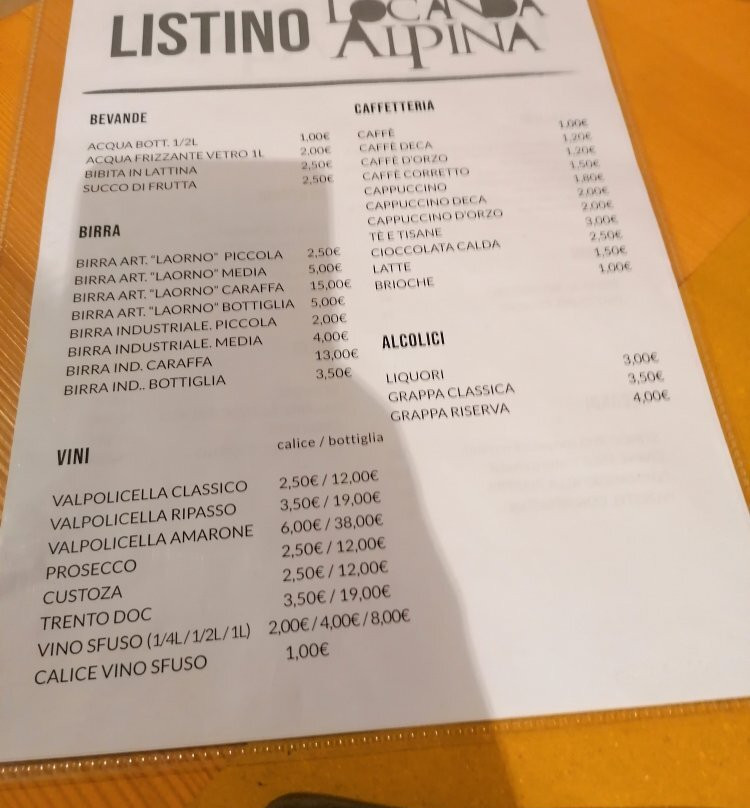 LISTINO LOCANDA ALPINA
BEVANDE
ACQUA BOTT. 1/2L 1,00€
ACQUA FRIZZANTE VETRO 1L 2,00€
BIBITA IN LATTINA 2,50€
SUCCO DI FRUTTA 2,50€
BIRRA
BIRRA ART. "LAORNO" PICCOLA 2,50€
BIRRA ART. "LAORNO" MEDIA 5,00€
BIRRA ART. "LAORNO" CARAFFA 15,00€
BIRRA ART. "LAORNO" BOTTIGLIA 5,00€
BIRRA INDUSTRIALE. PICCOLA 2,00€
BIRRA INDUSTRIALE. MEDIA 4,00€
BIRRA IND. CARAFFA 13,00€
BIRRA IND.. BOTTIGLIA 3,50€
VINI calice / bottiglia
VALPOLICELLA CLASSICO 2,50€ / 12,00€
VALPOLICELLA RIPASSO 3,50€ / 19,00€
VALPOLICELLA AMARONE 6,00€ / 38,00€
PROSECCO 2,50€ / 12,00€
CUSTOZA 2,50€ / 12,00€
TRENTO DOC 3,50€ / 19,00€
VINO SFUSO (1/4L / 1/2L / 1L) 2,00€ / 4,00€ / 8,00€
CALICE VINO SFUSO 1,00€
CAFFETTERIA
CAFFÈ 1,00€
CAFFÈ DECA 1,20€
CAFFÈ D'ORZO 1,20€
CAFFÈ CORRETTO 1,50€
CAPPUCCINO 1,80€
CAPPUCCINO DECA 2,00€
CAPPUCCINO D'ORZO 2,00€
TÈ E TISANE 3,00€
CIOCCOLATA CALDA 2,50€
LATTE 1,50€
BRIOCHE 1,00€
ALCOLICI
LIQUORI 3,00€
GRAPPA CLASSICA 3,50€
GRAPPA RISERVA 4,00€